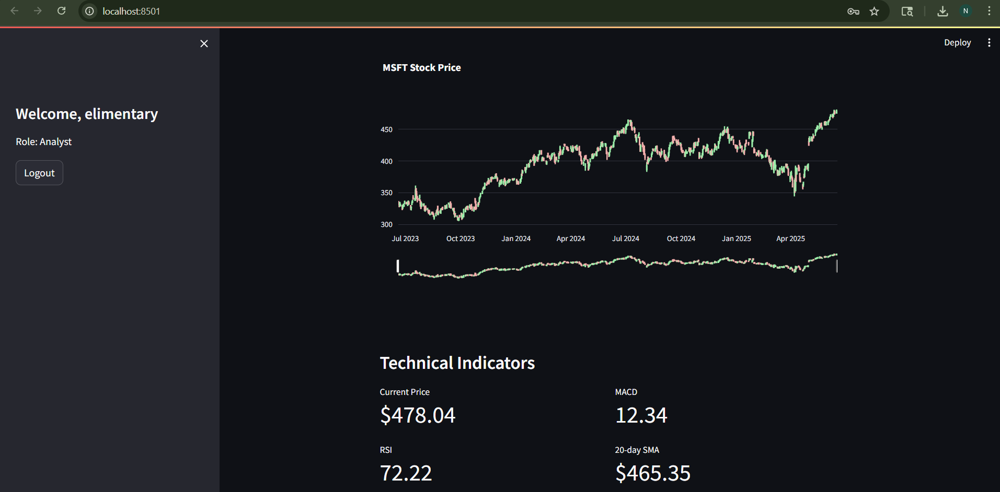 localhost:8501
N
Deploy
Welcome, elimentary
Role: Analyst
Logout
MSFT Stock Price
450
400
350
300
Jul 2023 Oct 2023 Jan 2024 Apr 2024 Jul 2024 Oct 2024 Jan 2025 Apr 2025
Technical Indicators
Current Price
$478.04
MACD
12.34
RSI
72.22
20-day SMA
$465.35